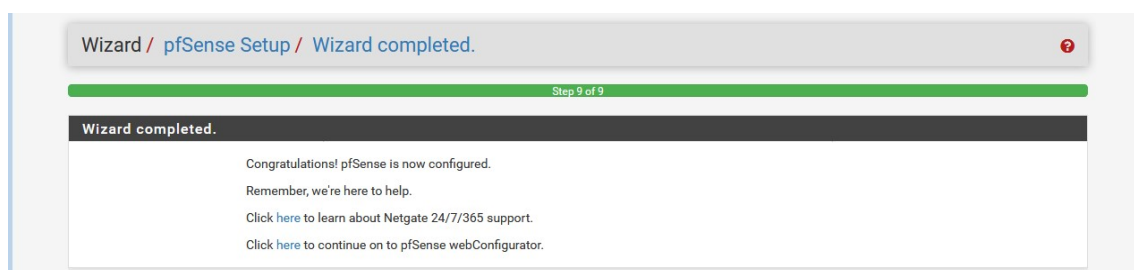 Wizard / pfSense Setup / Wizard completed.
Step 9 of 9
Wizard completed.
Congratulations! pfSense is now configured.
Remember, we're here to help.
Click here to learn about Netgate 24/7/365 support.
Click here to continue on to pfSense webConfigurator.